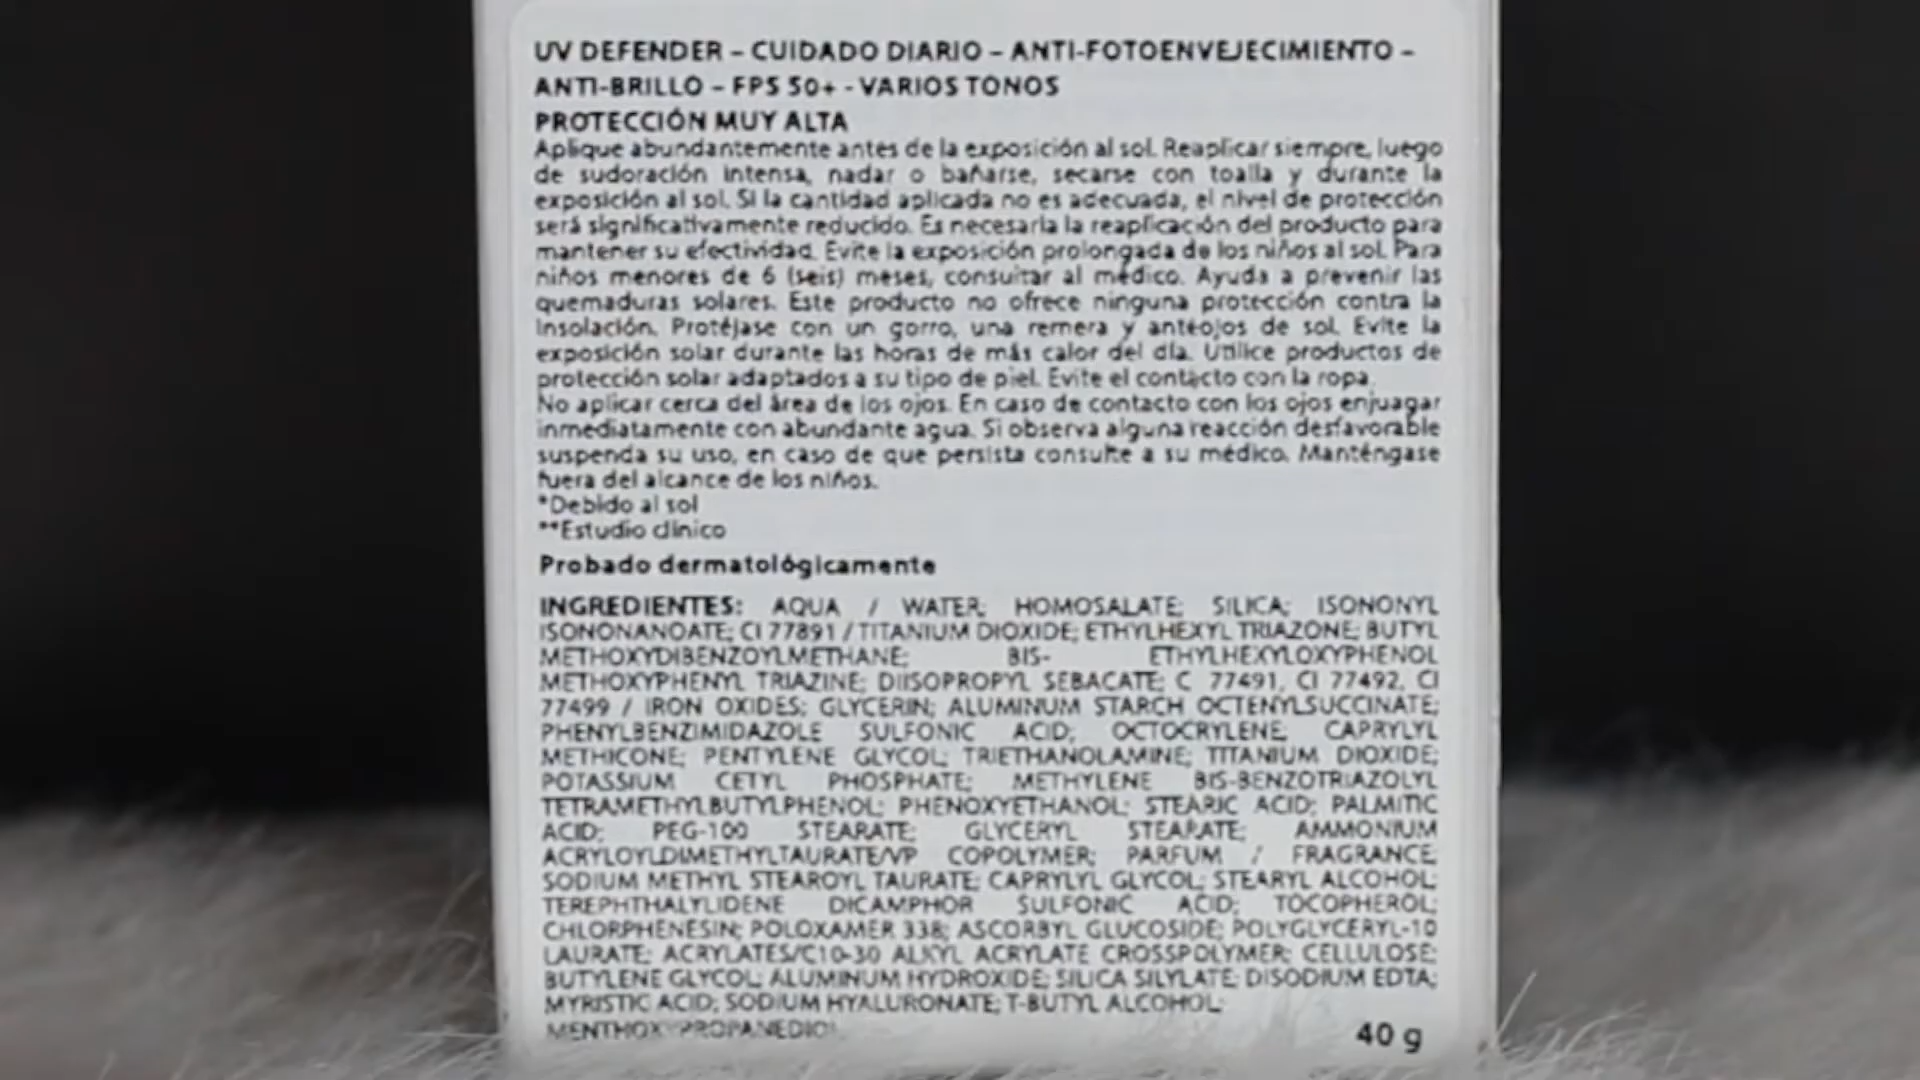 UV DEFENDER – CUIDADO DIARIO – ANTI-FOTOENVEJECIMIENTO –
ANTI-BRILLO – FPS 50+ - VARIOS TONOS
PROTECCIÓN MUY ALTA
Aplique abundantemente antes de la exposición al sol. Reaplicar siempre, luego
de sudoración intensa, nadar o bañarse, secarse con toalla y durante la
exposición al sol. Si la cantidad aplicada no es adecuada, el nivel de protección
será significativamente reducido. Es necesaria la reaplicación del producto para
mantener su efectividad. Evite la exposición prolongada de los niños al sol. Para
niños menores de 6 (seis) meses, consultar al médico. Ayuda a prevenir las
quemaduras solares. Este producto no ofrece ninguna protección contra la
insolación. Protéjase con un gorro, una remera y anteojos de sol. Evite la
exposición solar durante las horas de más calor del día. Utilice productos de
protección solar adaptados a su tipo de piel. Evite el contacto con la ropa.
No aplicar cerca del área de los ojos. En caso de contacto con los ojos enjuagar
inmediatamente con abundante agua. Si observa alguna reacción desfavorable
suspenda su uso, en caso de que persista consulte a su médico. Manténgase
fuera del alcance de los niños.
*Debido al sol
**Estudio clínico
Probado dermatológicamente
INGREDIENTES: AQUA / WATER; HOMOSALATE; SILICA; ISONONYL
ISONONANOATE; CI 77891 / TITANIUM DIOXIDE; ETHYLHEXYL TRIAZONE; BUTYL
METHOXYDIBENZOYLMETHANE; BIS- ETHYLHEXYLOXYPHENOL
METHOXYPHENYL TRIAZINE; DIISOPROPYL SEBACATE; C 77491, CI 77492, CI
77499 / IRON OXIDES; GLYCERIN; ALUMINUM STARCH OCTENYLSUCCINATE;
PHENYLBENZIMIDAZOLE SULFONIC ACID; OCTOCRYLENE; CAPRYLYL
METHICONE; PENTYLENE GLYCOL; TRIETHANOLAMINE; TITANIUM DIOXIDE;
POTASSIUM CETYL PHOSPHATE; METHYLENE BIS-BENZOTRIAZOLYL
TETRAMETHYLBUTYLPHENOL; PHENOXYETHANOL; STEARIC ACID; PALMITIC
ACID; PEG-100 STEARATE; GLYCERYL STEARATE; AMMONIUM
ACRYLOYLDIMETHYLTAURATE/VP COPOLYMER; PARFUM / FRAGRANCE;
SODIUM METHYL STEAROYL TAURATE; CAPRYLYL GLYCOL; STEARYL ALCOHOL;
TEREPHTHALYLIDENE DICAMPHOR SULFONIC ACID; TOCOPHEROL;
CHLORPHENESIN; POLOXAMER 338; ASCORBYL GLUCOSIDE; POLYGLYCERYL-10
LAURATE; ACRYLATES/C10-30 ALKYL ACRYLATE CROSSPOLYMER; CELLULOSE;
BUTYLENE GLYCOL; ALUMINUM HYDROXIDE; SILICA SILYLATE; DISODIUM EDTA;
MYRISTIC ACID; SODIUM HYALURONATE; T-BUTYL ALCOHOL;
MENTHOXYPROPANEDIOL.
40 g